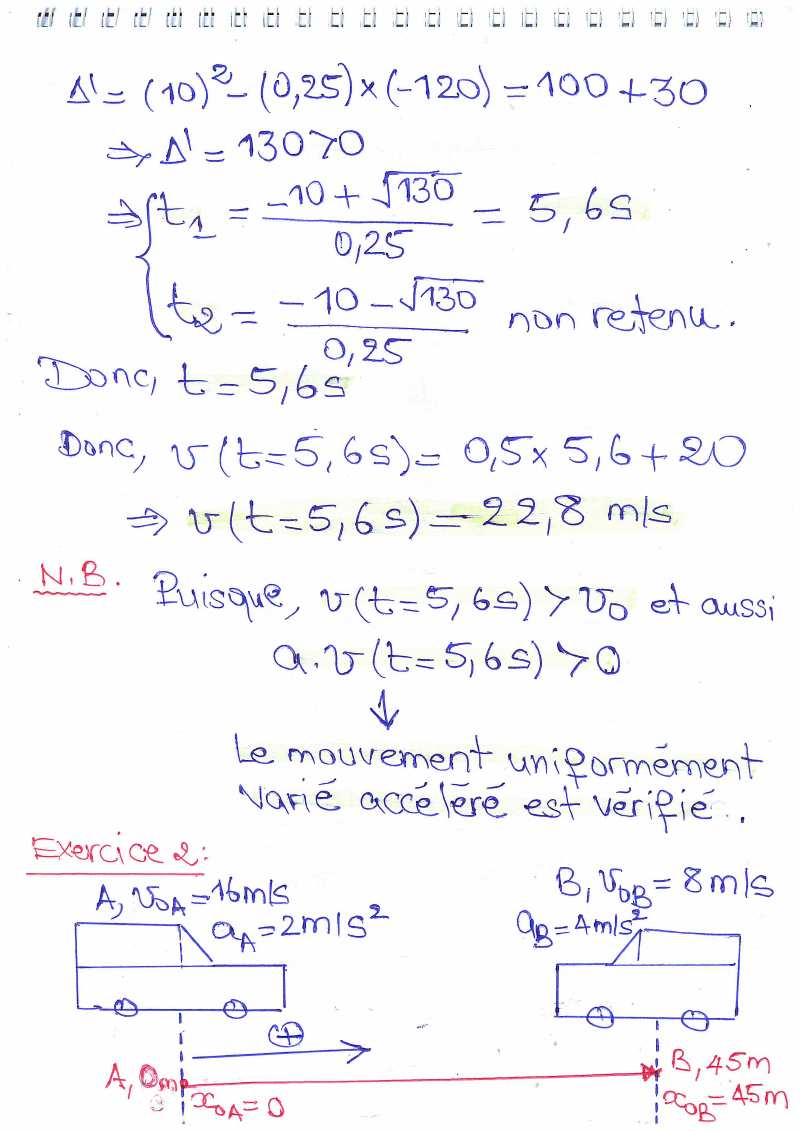 Δ' = (10)² - (0,25) × (-120) = 100 + 30
⇒ Δ' = 130 > 0
⇒ { t₁ = (-10 + √130) / 0,25 = 5,6s
t₂ = (-10 - √130) / 0,25 non retenu.
Donc, t = 5,6s
Donc, v(t=5,6s) = 0,5 × 5,6 + 20
⇒ v(t=5,6s) = 22,8 m/s
N.B. Puisque, v(t=5,6s) > v₀ et aussi
a.v(t=5,6s) > 0
↓
Le mouvement uniformément
varié accéléré est vérifié.
Exercice 2:
A, v₀A = 16m/s
B, v₀B = 8m/s
aA = 2m/s²
aB = 4m/s²
+
A, 0m
x₀A = 0
B, 45m
x₀B = 45m